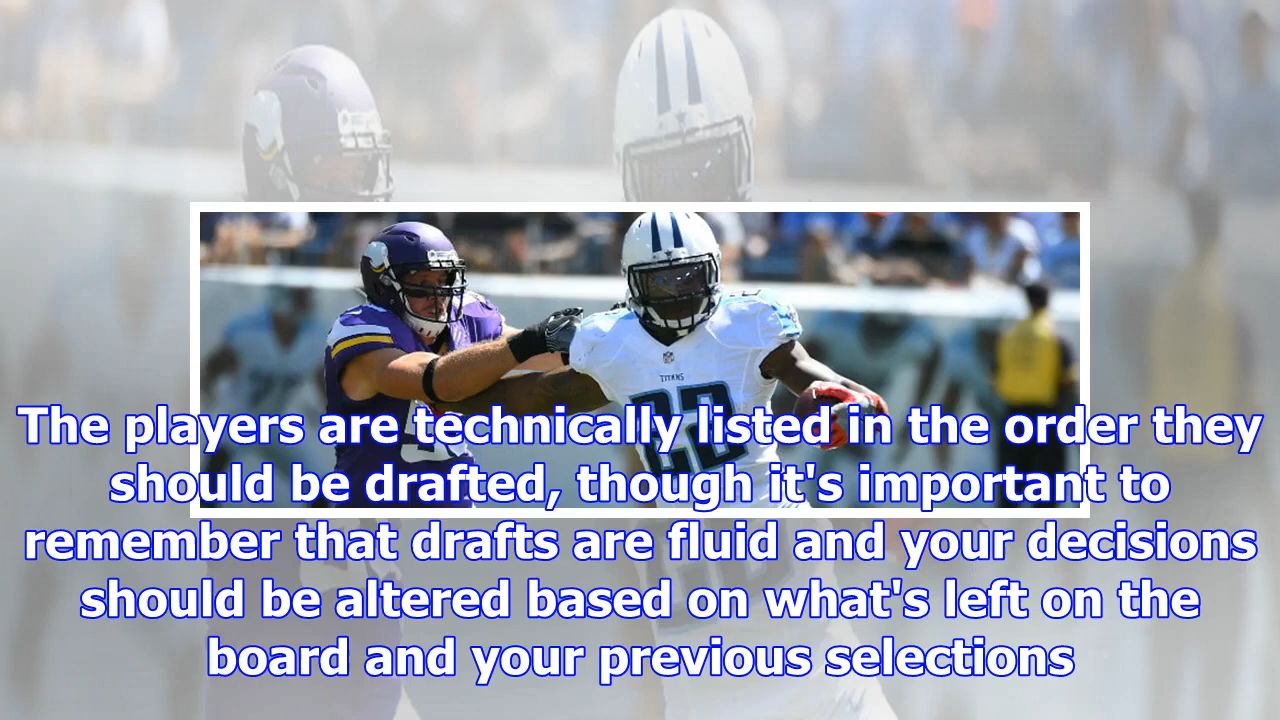 TITANS
22
The players are technically listed in the order they
should be drafted, though it's important to
remember that drafts are fluid and your decisions
should be altered based on what's left on the
board and your previous selections